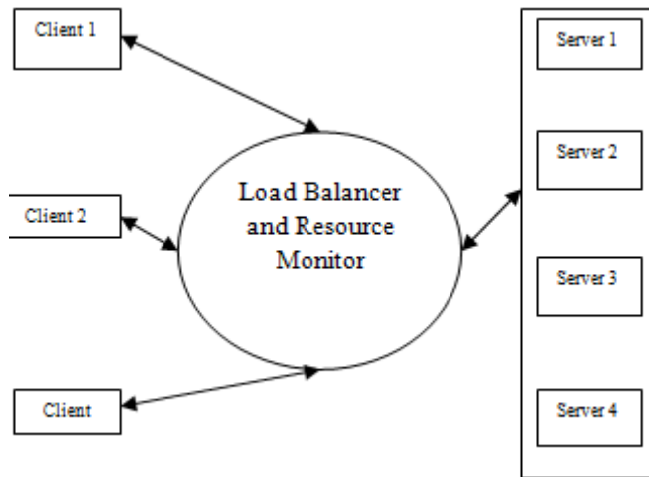 Client 1
Server 1
Server 2
Load Balancer
and Resource
Monitor
Client 2
Server 3
Client
Server 4